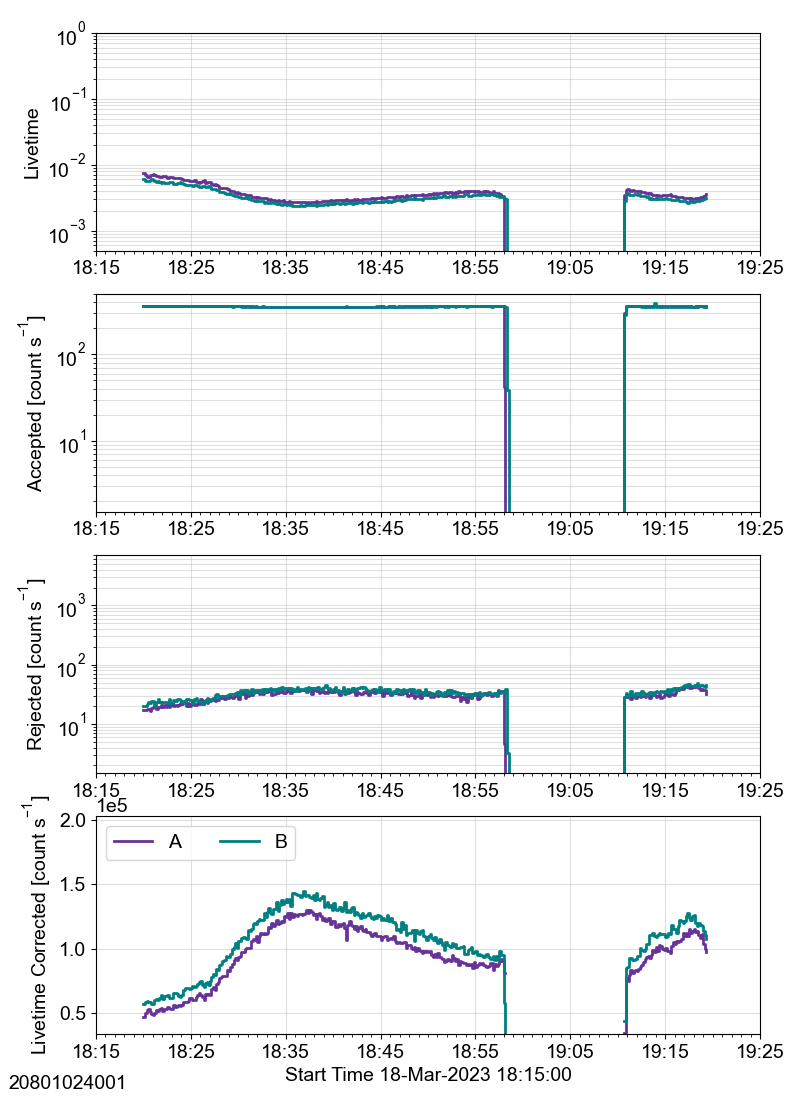 10^0
10^-1
10^-2
10^-3
Livetime
18:15 18:25 18:35 18:45 18:55 19:05 19:15 19:25
10^2
10^1
Accepted [count s^-1]
18:15 18:25 18:35 18:45 18:55 19:05 19:15 19:25
10^3
10^2
10^1
Rejected [count s^-1]
18:15 18:25 18:35 18:45 18:55 19:05 19:15 19:25
1e5
2.0
1.5
1.0
0.5
Livetime Corrected [count s^-1]
A B
18:15 18:25 18:35 18:45 18:55 19:05 19:15 19:25
Start Time 18-Mar-2023 18:15:00
20801024001